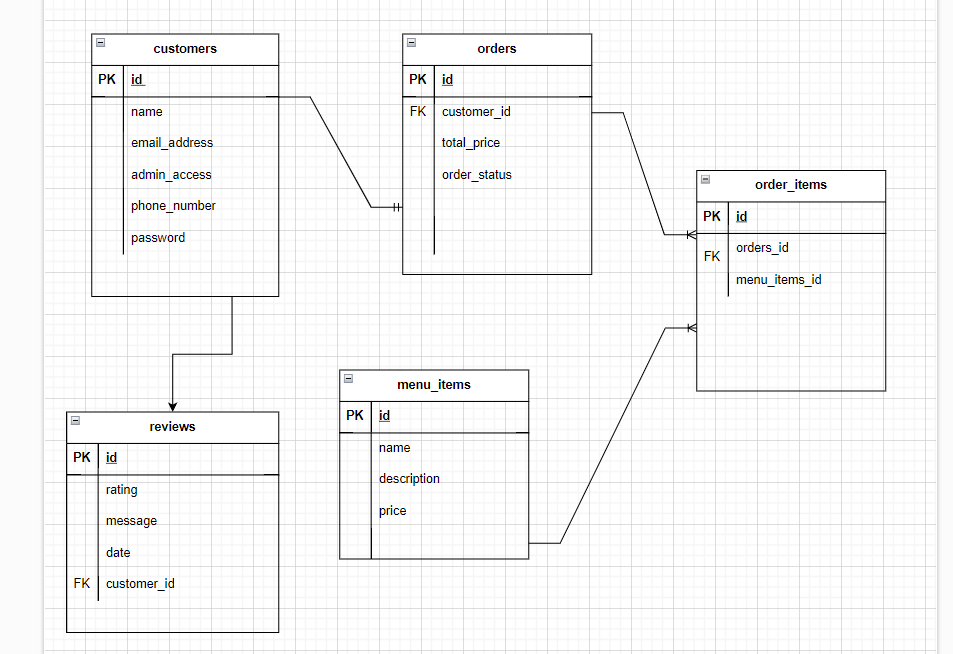 customers
PK id
name
email_address
admin_access
phone_number
password
orders
PK id
FK customer_id
total_price
order_status
order_items
PK id
orders_id
FK
menu_items_id
menu_items
PK id
name
description
price
reviews
PK id
rating
message
date
FK customer_id